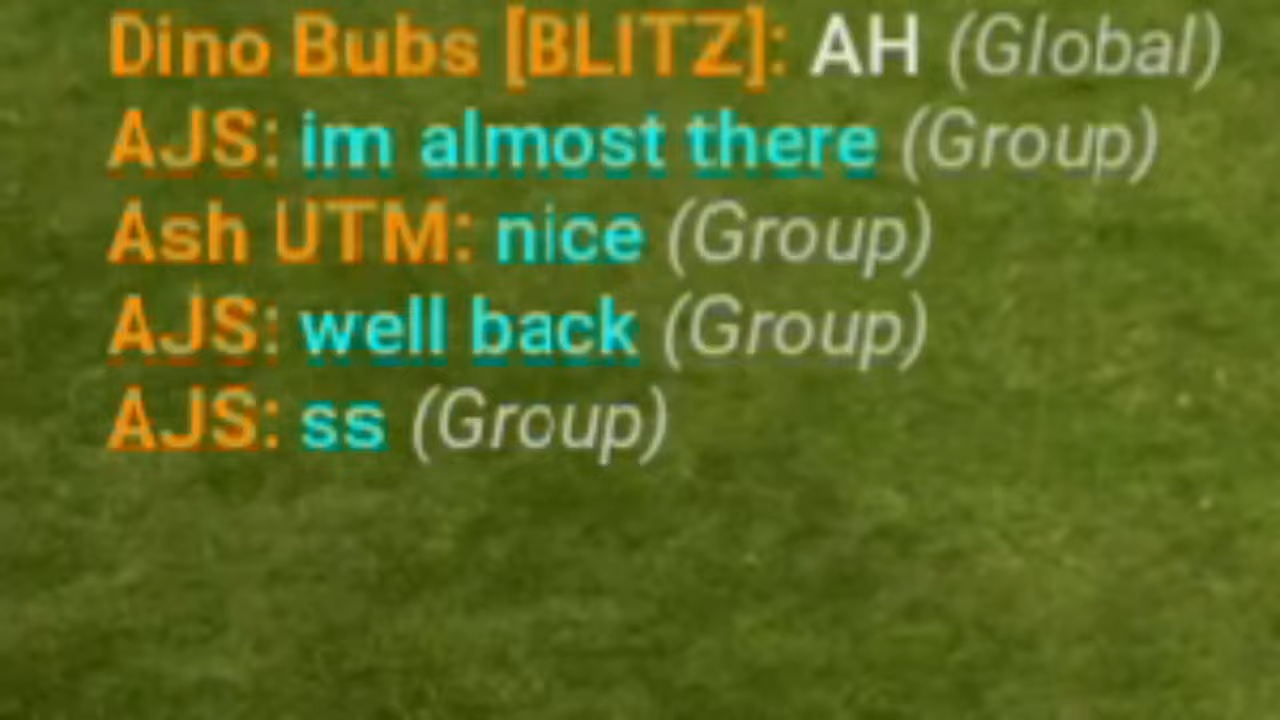 Dino Bubs [BLITZ]: AH (Global)
AJS: im almost there (Group)
Ash UTM: nice (Group)
AJS: well back (Group)
AJS: ss (Group)